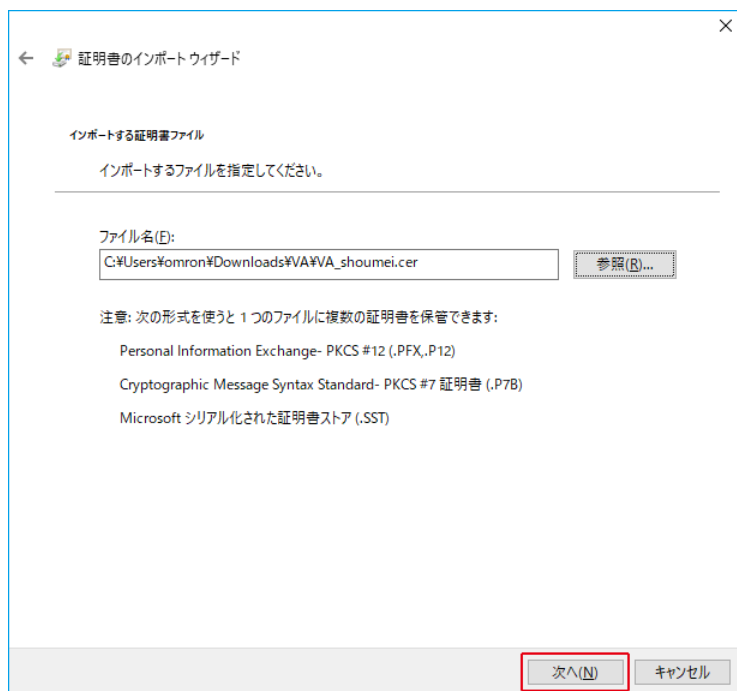 証明書のインポート ウィザード
インポートする証明書ファイル
インポートするファイルを指定してください。
ファイル名(F):
C:¥Users¥omron¥Downloads¥VA¥VA_shoumei.cer
参照(R)...
注意: 次の形式を使うと 1 つのファイルに複数の証明書を保管できます:
Personal Information Exchange- PKCS #12 (.PFX,.P12)
Cryptographic Message Syntax Standard- PKCS #7 証明書 (.P7B)
Microsoft シリアル化された証明書ストア (.SST)
次へ(N)
キャンセル